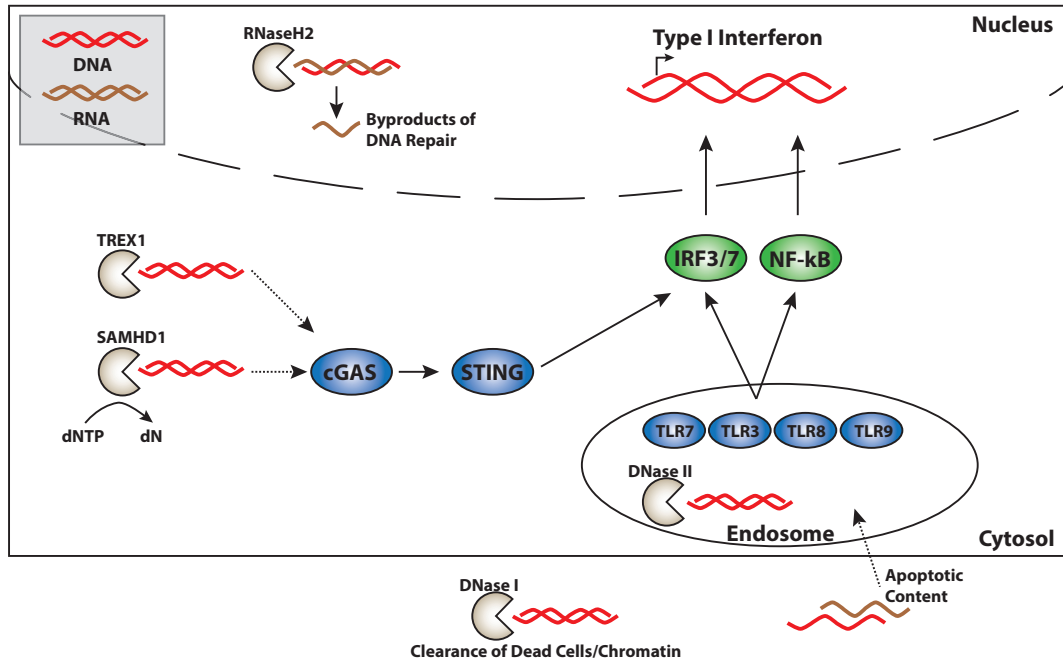 DNA
RNA
RNaseH2
Byproducts of
DNA Repair
Type I Interferon
Nucleus
TREX1
SAMHD1
dNTP
dN
cGAS
STING
IRF3/7
NF-kB
TLR7
TLR3
TLR8
TLR9
DNase II
Endosome
Cytosol
DNase I
Clearance of Dead Cells/Chromatin
Apoptotic
Content